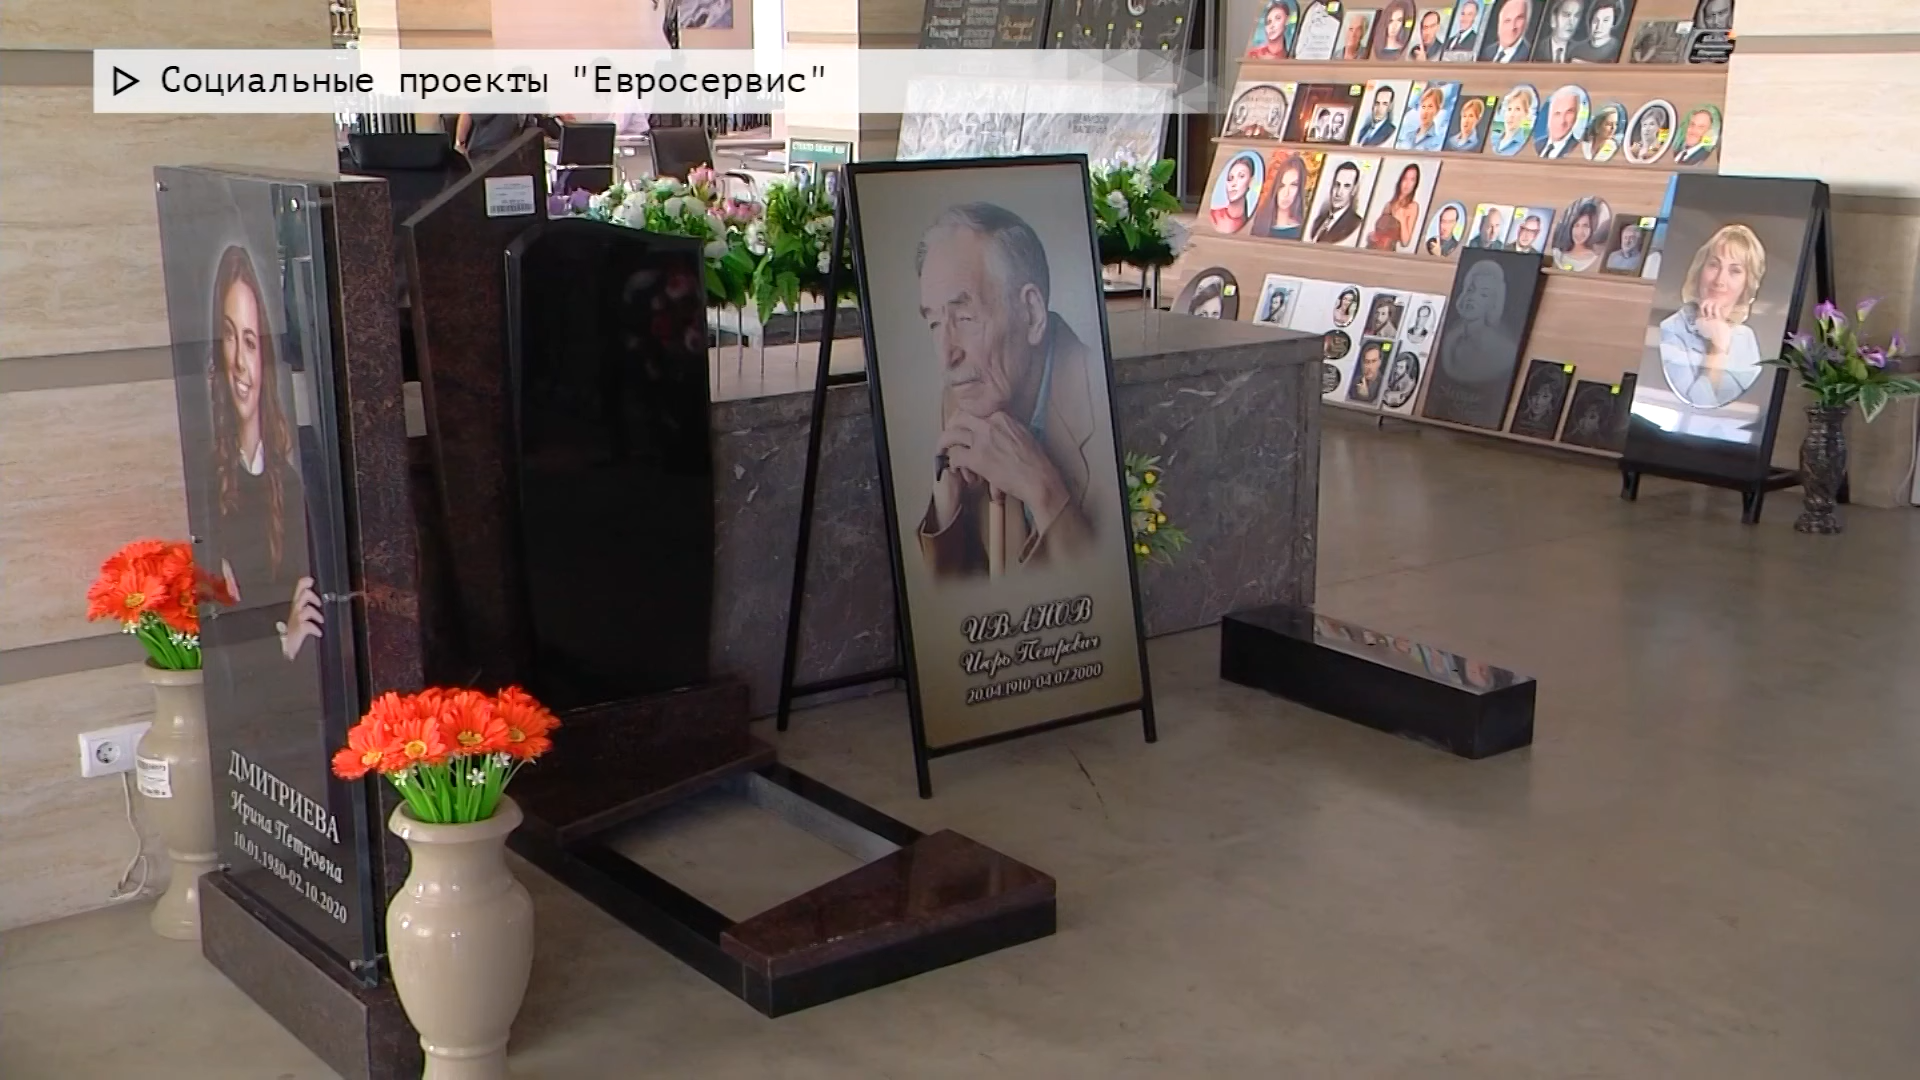 Социальные проекты "Евросервис"
ИВАНОВ
Игорь Петрович
20.04.1910-04.07.2000
ДМИТРИЕВА
Ирина Петровна
10.01.1980-02.10.2020